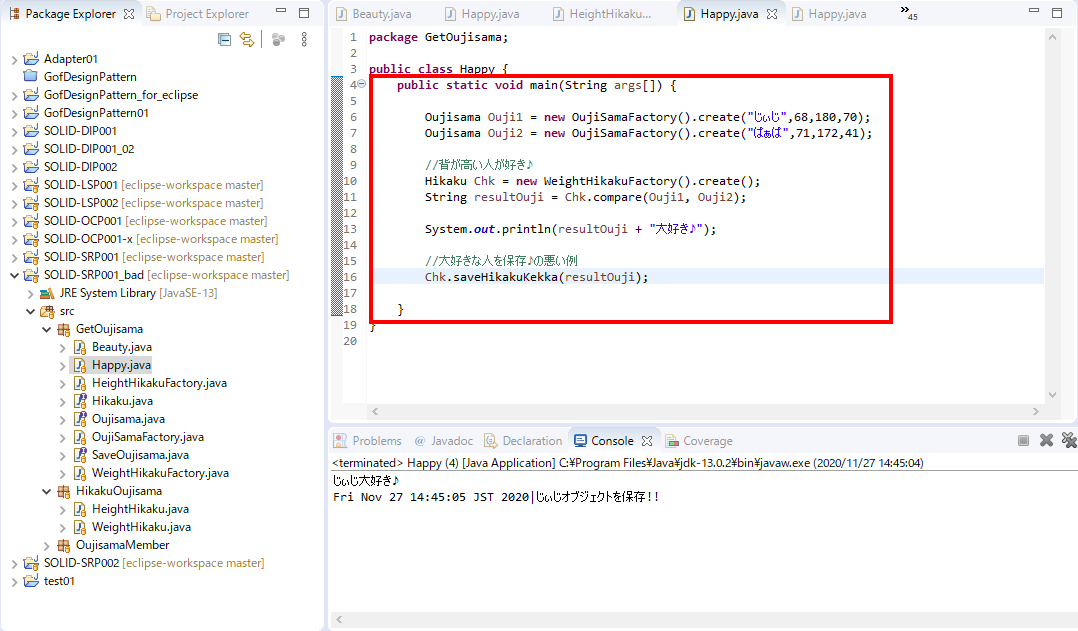 Package Explorer
Project Explorer
Adapter01
GofDesignPattern
GofDesignPattern_for_eclipse
GofDesignPattern01
SOLID-DIP001
SOLID-DIP001_02
SOLID-DIP002
SOLID-LSP001 [eclipse-workspace master]
SOLID-LSP002 [eclipse-workspace master]
SOLID-OCP001 [eclipse-workspace master]
SOLID-OCP001-x [eclipse-workspace master]
SOLID-SRP001 [eclipse-workspace master]
SOLID-SRP001_bad [eclipse-workspace master]
JRE System Library [JavaSE-13]
src
GetOujisama
Beauty.java
Happy.java
HeightHikakuFactory.java
Hikaku.java
Oujisama.java
OujiSamaFactory.java
SaveOujisama.java
WeightHikakuFactory.java
HikakuOujisama
HeightHikaku.java
WeightHikaku.java
OujisamaMember
SOLID-SRP002 [eclipse-workspace master]
test01
Beauty.java
Happy.java
HeightHikaku...
Happy.java
Happy.java
»45
1 package GetOujisama;
2
3 public class Happy {
4 public static void main(String args[]) {
5
6 Oujisama Ouji1 = new OujiSamaFactory().create("じぃじ",68,180,70);
7 Oujisama Ouji2 = new OujiSamaFactory().create("ばぁば",71,172,41);
8
9 //背が高い人が好き♪
10 Hikaku Chk = new WeightHikakuFactory().create();
11 String resultOuji = Chk.compare(Ouji1, Ouji2);
12
13 System.out.println(resultOuji + "大好き♪");
14
15 //大好きな人を保存♪の悪い例
16 Chk.saveHikakuKekka(resultOuji);
17
18 }
19 }
20
Problems
@ Javadoc
Declaration
Console
Coverage
<terminated> Happy (4) [Java Application] C:¥Program Files¥Java¥jdk-13.0.2¥bin¥javaw.exe (2020/11/27 14:45:04)
じぃじ大好き♪
Fri Nov 27 14:45:05 JST 2020|じぃじオブジェクトを保存!!